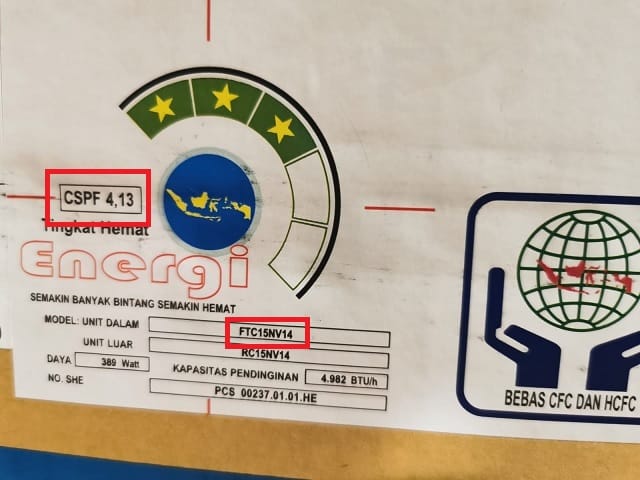 CSPF 4,13
Tingkat Hemat
Energi
SEMAKIN BANYAK BINTANG SEMAKIN HEMAT
MODEL: UNIT DALAM FTC15NV14
UNIT LUAR RC15NV14
DAYA 389 Watt KAPASITAS PENDINGINAN 4.982 BTU/h
NO. SHE PCS 00237.01.01.HE
BEBAS CFC DAN HCFC